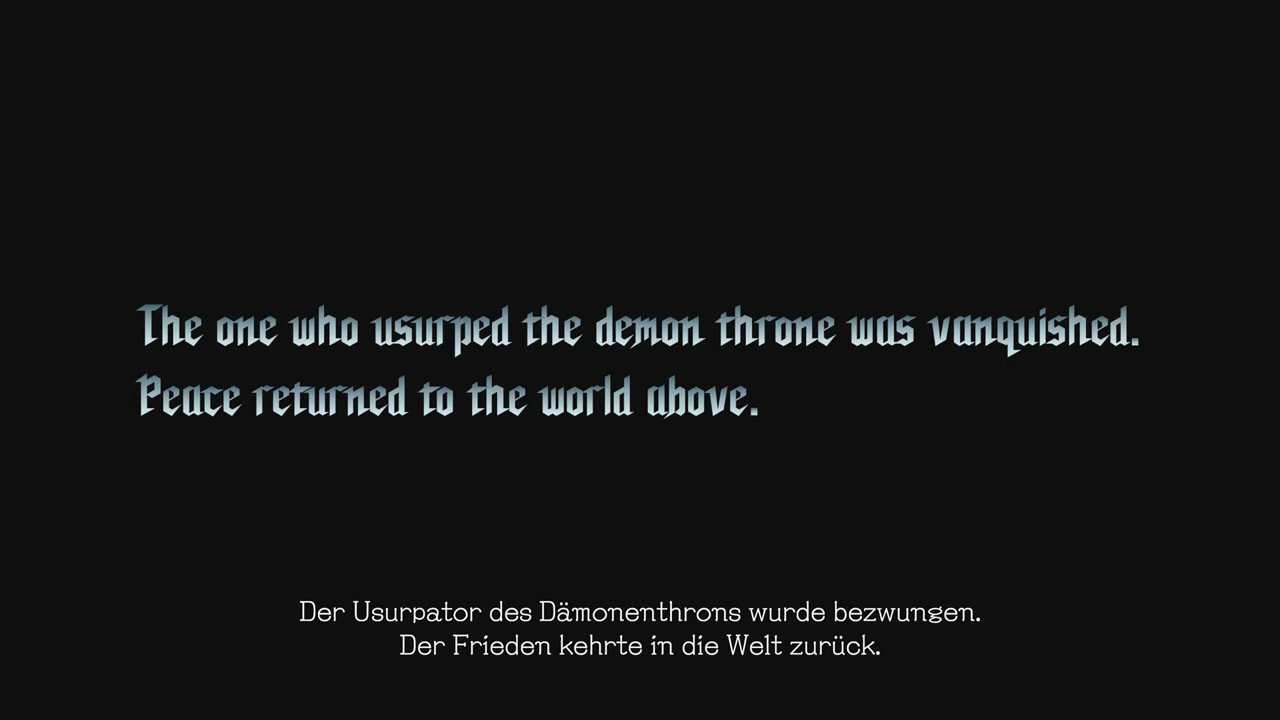 The one who usurped the demon throne was vanquished.
Peace returned to the world above.
Der Usurpator des Dämonenthrons wurde bezwungen.
Der Frieden kehrte in die Welt zurück.